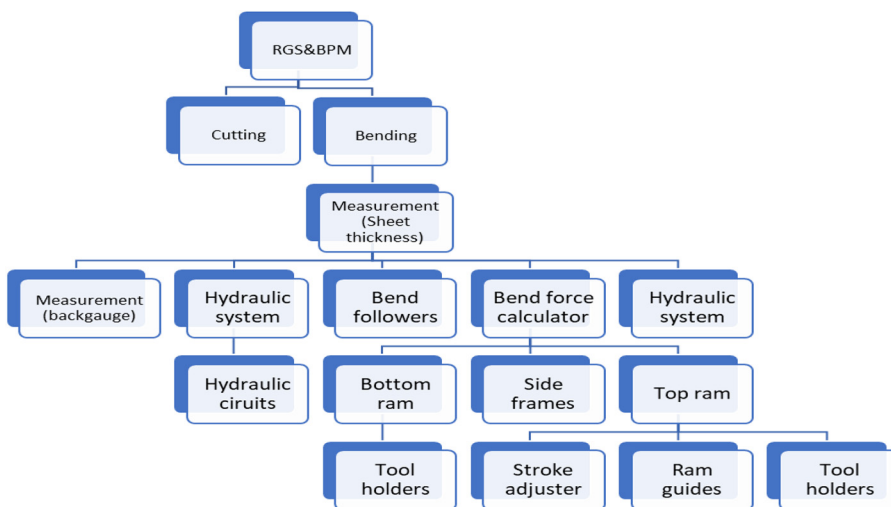 RGS&BPM
Cutting
Bending
Measurement
(Sheet
thickness)
Measurement
(backgauge)
Hydraulic
system
Bend
followers
Bend force
calculator
Hydraulic
system
Hydraulic
ciruits
Bottom
ram
Side
frames
Top ram
Tool
holders
Stroke
adjuster
Ram
guides
Tool
holders